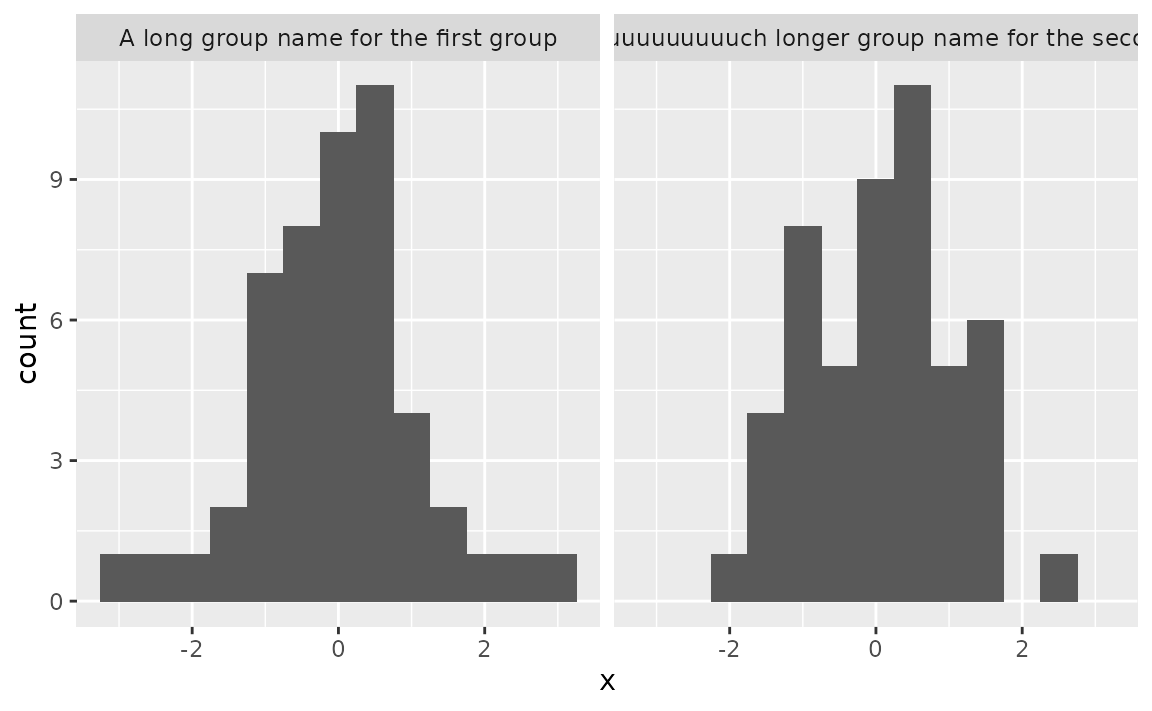 A long group name for the first group
uuuuuuuuch longer group name for the seco
count
9
6
3
0
-2 0 2
-2 0 2
x